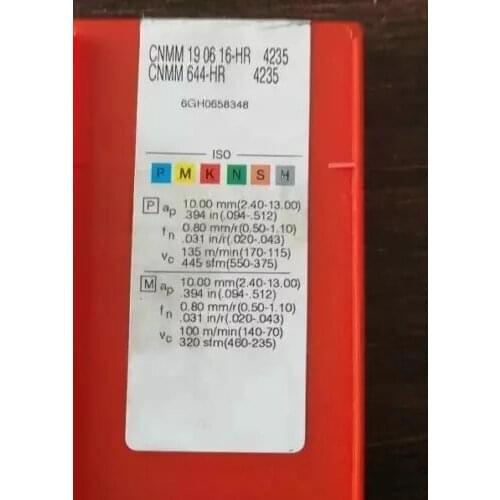 CNMM 19 06 16-HR 4235
CNMM 644-HR 4235
6GH0658348
ISO
P M K N S H
P ap 10.00 mm(2.40-13.00)
.394 in(.094-.512)
fn 0.80 mm/r(0.50-1.10)
.031 in/r(.020-.043)
vc 135 m/min(170-115)
445 sfm(550-375)
M ap 10.00 mm(2.40-13.00)
.394 in(.094-.512)
fn 0.80 mm/r(0.50-1.10)
.031 in/r(.020-.043)
vc 100 m/min(140-70)
320 sfm(460-235)